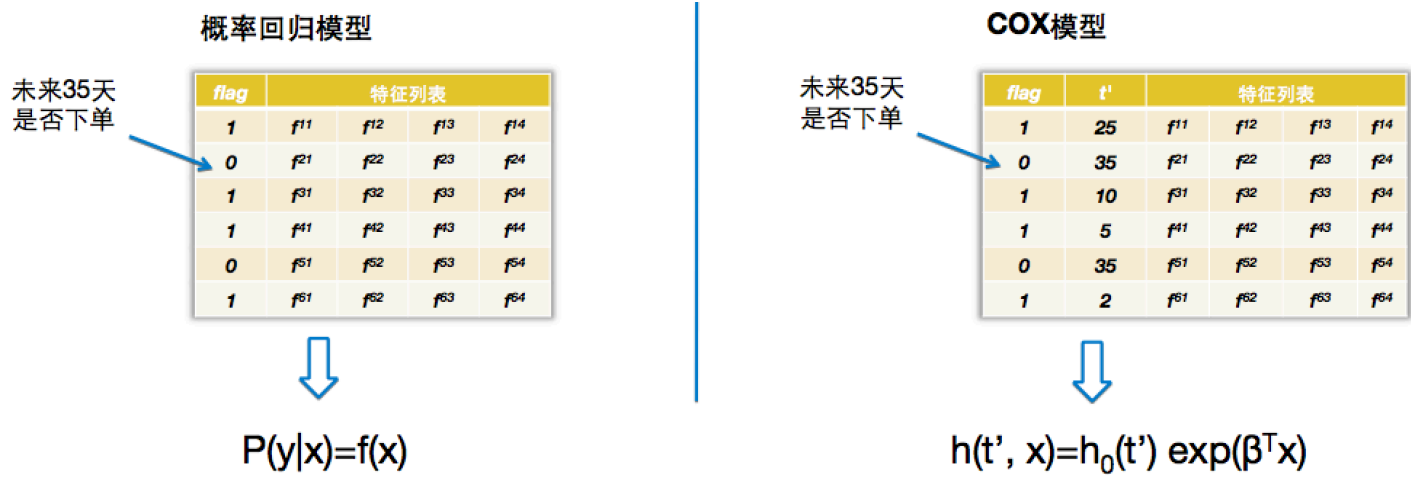 概率回归模型
未来35天
是否下单
flag 特征列表
1 f11 f12 f13 f14
0 f21 f22 f23 f24
1 f31 f32 f33 f34
1 f41 f42 f43 f44
0 f51 f52 f53 f54
1 f61 f62 f63 f64
P(y|x)=f(x)
COX模型
未来35天
是否下单
flag t' 特征列表
1 25 f11 f12 f13 f14
0 35 f21 f22 f23 f24
1 10 f31 f32 f33 f34
1 5 f41 f42 f43 f44
0 35 f51 f52 f53 f54
1 2 f61 f62 f63 f64
h(t’, x)=h₀(t’) exp(βᵀx)